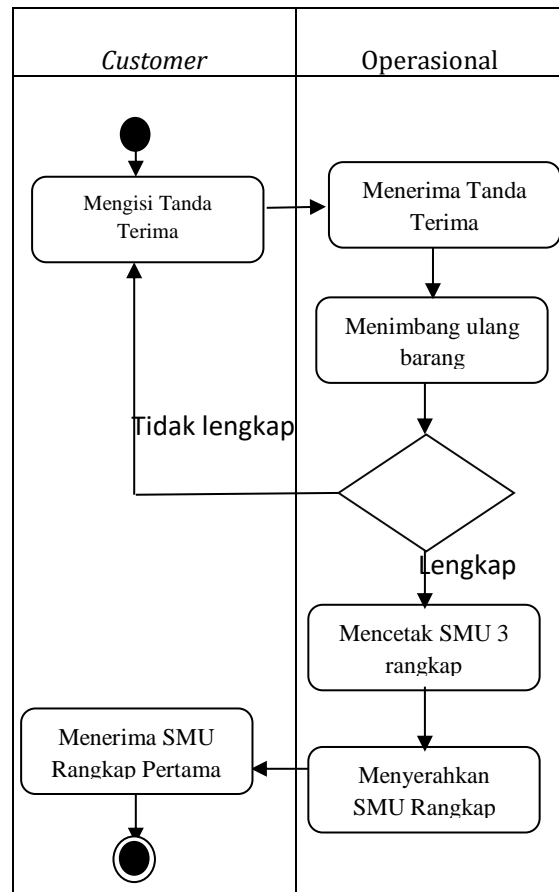 Customer
Operasional
Mengisi Tanda
Terima
Menerima Tanda
Terima
Menimbang ulang
barang
Tidak lengkap
Lengkap
Mencetak SMU 3
rangkap
Menyerahkan
SMU Rangkap
Menerima SMU
Rangkap Pertama